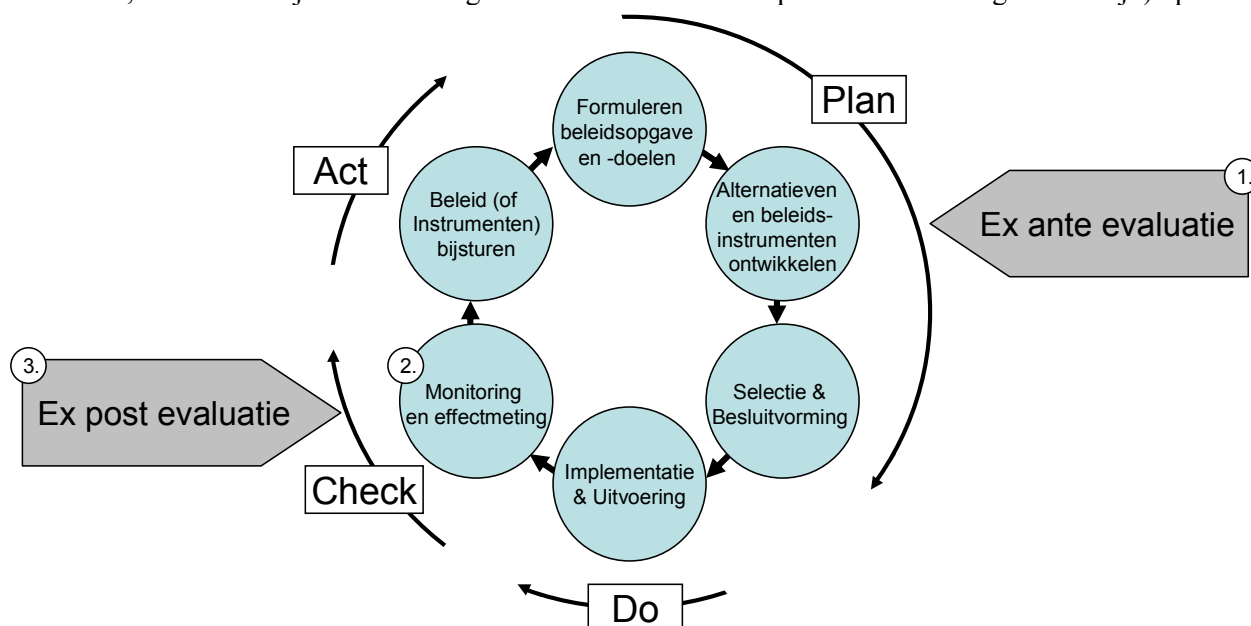 Plan
Act
Formuleren
beleidsopgave
en -doelen
Alternatieven
en beleids-
instrumenten
ontwikkelen
1.
Ex ante evaluatie
Beleid (of
Instrumenten)
bijsturen
3.
Ex post evaluatie
2.
Monitoring
en effectmeting
Selectie &
Besluitvorming
Implementatie
& Uitvoering
Check
Do